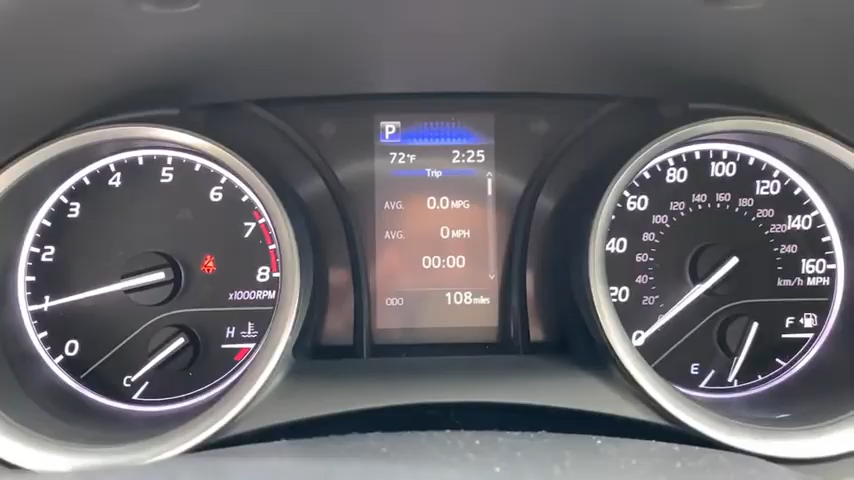 P
72°F 2:25
Trip
AVG. 0.0 MPG
AVG. 0 MPH
00:00
ODO 108 miles
0
1
2
3
4
5
6
7
8
x1000RPM
H
C
0
20
40
60
80
100
120
140
160
km/h MPH
20
40
60
80
100
120
140
160
180
200
220
240
E
F